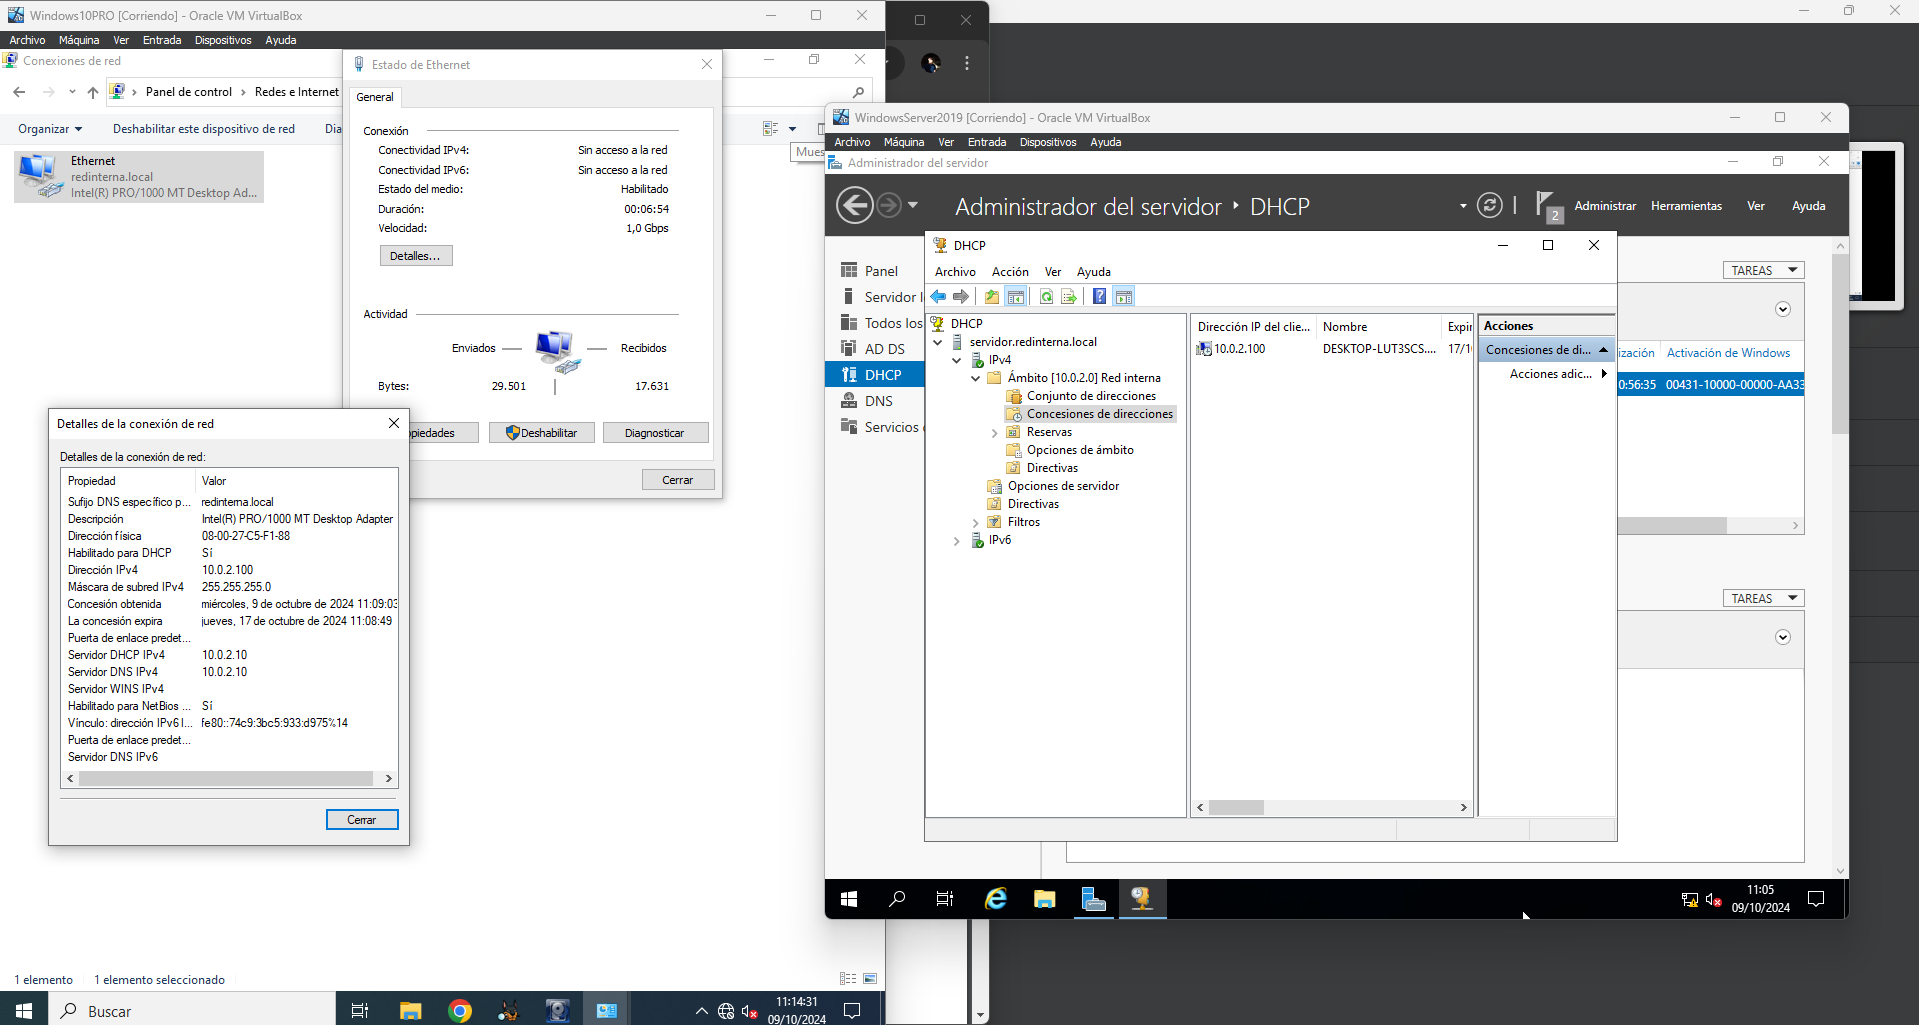 Windows10PRO [Corriendo] - Oracle VM VirtualBox
Archivo Máquina Ver Entrada Dispositivos Ayuda
Conexiones de red
Panel de control > Redes e Internet
Organizar Deshabilitar este dispositivo de red Dia
Mues
Ethernet
redinterna.local
Intel(R) PRO/1000 MT Desktop Ad...
Estado de Ethernet
General
Conexión
Conectividad IPv4: Sin acceso a la red
Conectividad IPv6: Sin acceso a la red
Estado del medio: Habilitado
Duración: 00:06:54
Velocidad: 1,0 Gbps
Detalles...
Actividad
Enviados — — Recibidos
Bytes: 29.501 | 17.631
opiedades Deshabilitar Diagnosticar
Cerrar
Detalles de la conexión de red
Detalles de la conexión de red:
Propiedad Valor
Sufijo DNS específico p... redinterna.local
Descripción Intel(R) PRO/1000 MT Desktop Adapter
Dirección física 08-00-27-C5-F1-88
Habilitado para DHCP Sí
Dirección IPv4 10.0.2.100
Máscara de subred IPv4 255.255.255.0
Concesión obtenida miércoles, 9 de octubre de 2024 11:09:03
La concesión expira jueves, 17 de octubre de 2024 11:08:49
Puerta de enlace predet...
Servidor DHCP IPv4 10.0.2.10
Servidor DNS IPv4 10.0.2.10
Servidor WINS IPv4
Habilitado para NetBios ... Sí
Vínculo: dirección IPv6 l... fe80::74c9:3bc5:933:d975%14
Puerta de enlace predet...
Servidor DNS IPv6
Cerrar
1 elemento 1 elemento seleccionado
Buscar
11:14:31
09/10/2024
WindowsServer2019 [Corriendo] - Oracle VM VirtualBox
Archivo Máquina Ver Entrada Dispositivos Ayuda
Administrador del servidor
Administrador del servidor ‣ DHCP
2
Administrar Herramientas Ver Ayuda
Panel
Servidor l
Todos los
AD DS
DHCP
DNS
Servicios
TAREAS
ización Activación de Windows
0:56:35 00431-10000-00000-AA33
TAREAS
DHCP
Archivo Acción Ver Ayuda
DHCP
servidor.redinterna.local
IPv4
Ámbito [10.0.2.0] Red interna
Conjunto de direcciones
Concesiones de direcciones
Reservas
Opciones de ámbito
Directivas
Opciones de servidor
Directivas
Filtros
IPv6
Dirección IP del clie... Nombre Expir
10.0.2.100 DESKTOP-LUT3SCS.... 17/1
Acciones
Concesiones de di...
Acciones adic...
11:05
09/10/2024